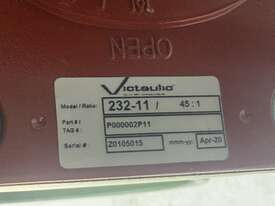 OPEN
Victaulic
Model / Ratio: 232-11 / 45 : 1
Part # : P000002P11
TAG # :
Serial # : Z0105015 mmm-yy: Apr-20